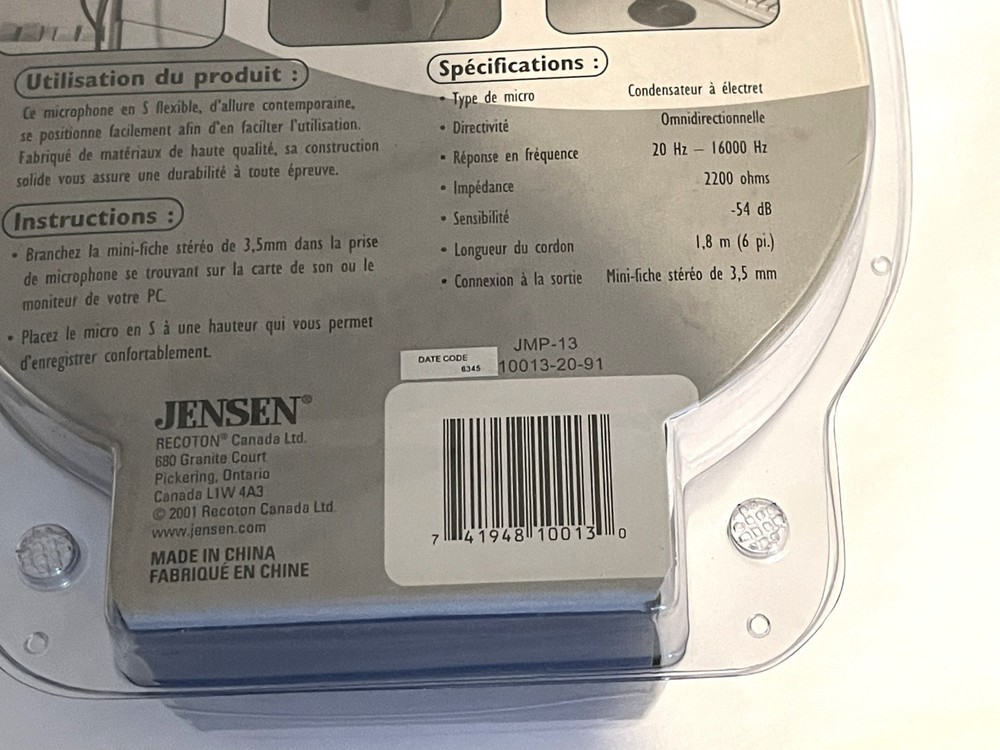 Utilisation du produit :
Ce microphone en S flexible, d'allure contemporaine,
se positionne facilement afin d'en facilter l'utilisation.
Fabriqué de matériaux de haute qualité, sa construction
solide vous assure une durabilité à toute épreuve.
Instructions :
• Branchez la mini-fiche stéréo de 3,5mm dans la prise
de microphone se trouvant sur la carte de son ou le
moniteur de votre PC.
• Placez le micro en S à une hauteur qui vous permet
d'enregistrer confortablement.
Spécifications :
• Type de micro Condensateur à électret
• Directivité Omnidirectionnelle
• Réponse en fréquence 20 Hz – 16000 Hz
• Impédance 2200 ohms
• Sensibilité -54 dB
• Longueur du cordon 1,8 m (6 pi.)
• Connexion à la sortie Mini-fiche stéréo de 3,5 mm
JMP-13
10013-20-91
DATE CODE
6345
JENSEN®
RECOTON® Canada Ltd.
680 Granite Court
Pickering, Ontario
Canada L1W 4A3
© 2001 Recoton Canada Ltd.
www.jensen.com
MADE IN CHINA
FABRIQUÉ EN CHINE
7 41948 10013 0